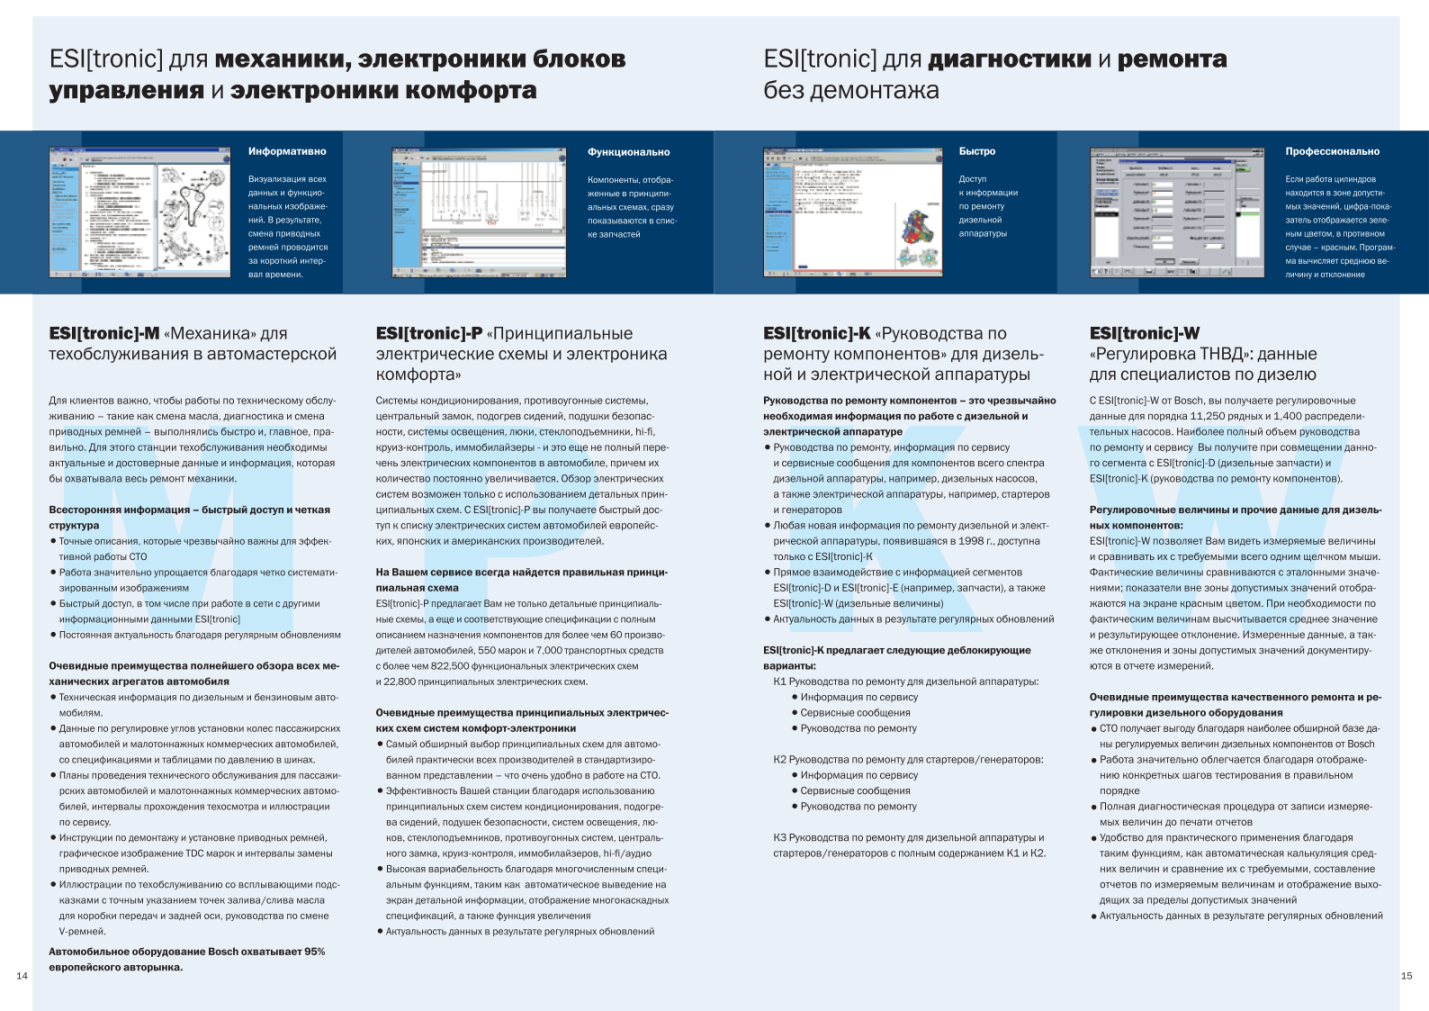 ESI[tronic] для механики, электроники блоков
управления и электроники комфорта
ESI[tronic] для диагностики и ремонта
без демонтажа
Информативно
Визуализация всех
данных и функцио-
нальных изображе-
ний. В результате,
смена приводных
ремней проводится
за короткий интер-
вал времени.
Функционально
Компоненты, отобра-
женные в принципи-
альных схемах, сразу
показываются в спис-
ке запчастей
Быстро
Доступ
к информации
по ремонту
дизельной
аппаратуры
Профессионально
Если работа цилиндров
находится в зоне допусти-
мых значений, цифра-пока-
затель отображается зеле-
ным цветом, в противном
случае – красным. Програм-
ма вычисляет среднюю ве-
личину и отклонение
ESI[tronic]-M «Механика» для
техобслуживания в автомастерской
Для клиентов важно, чтобы работы по техническому обслу-
живанию – такие как смена масла, диагностика и смена
приводных ремней – выполнялись быстро и, главное, пра-
вильно. Для этого станции техобслуживания необходимы
актуальные и достоверные данные и информация, которая
бы охватывала весь ремонт механики.
Всесторонняя информация – быстрый доступ и четкая
структура
● Точные описания, которые чрезвычайно важны для эффек-
тивной работы СТО
● Работа значительно упрощается благодаря четко системати-
зированным изображениям
● Быстрый доступ, в том числе при работе в сети с другими
информационными данными ESI[tronic]
● Постоянная актуальность благодаря регулярным обновлениям
Очевидные преимущества полнейшего обзора всех ме-
ханических агрегатов автомобиля
● Техническая информация по дизельным и бензиновым авто-
мобилям.
● Данные по регулировке углов установки колес пассажирских
автомобилей и малотоннажных коммерческих автомобилей,
со спецификациями и таблицами по давлению в шинах.
● Планы проведения технического обслуживания для пассажи-
рских автомобилей и малотоннажных коммерческих автомо-
билей, интервалы прохождения техосмотра и иллюстрации
по сервису.
● Инструкции по демонтажу и установке приводных ремней,
графическое изображение TDC марок и интервалы замены
приводных ремней.
● Иллюстрации по техобслуживанию со всплывающими подс-
казками с точным указанием точек залива/слива масла
для коробки передач и задней оси, руководства по смене
V-ремней.
Автомобильное оборудование Bosch охватывает 95%
европейского авторынка.
14
ESI[tronic]-P «Принципиальные
электрические схемы и электроника
комфорта»
Системы кондиционирования, противоугонные системы,
центральный замок, подогрев сидений, подушки безопас-
ности, системы освещения, люки, стеклоподъемники, hi-fi,
круиз-контроль, иммобилайзеры - и это еще не полный пере-
чень электрических компонентов в автомобиле, причем их
количество постоянно увеличивается. Обзор электрических
систем возможен только с использованием детальных прин-
ципиальных схем. С ESI[tronic]-P вы получаете быстрый дос-
туп к списку электрических систем автомобилей европейс-
ких, японских и американских производителей.
На Вашем сервисе всегда найдется правильная принци-
пиальная схема
ESI[tronic]-P предлагает Вам не только детальные принципиаль-
ные схемы, а еще и соответствующие спецификации с полным
описанием назначения компонентов для более чем 60 произво-
дителей автомобилей, 550 марок и 7,000 транспортных средств
с более чем 822,500 функциональных электрических схем
и 22,800 принципиальных электрических схем.
Очевидные преимущества принципиальных электричес-
ких схем систем комфорт-электроники
● Самый обширный выбор принципиальных схем для автомо-
билей практически всех производителей в стандартизиро-
ванном представлении – что очень удобно в работе на СТО.
● Эффективность Вашей станции благодаря использованию
принципиальных схем систем кондиционирования, подогре-
ва сидений, подушек безопасности, систем освещения, лю-
ков, стеклоподъемников, противоугонных систем, централь-
ного замка, круиз-контроля, иммобилайзеров, hi-fi/аудио
● Высокая вариабельность благодаря многочисленным специ-
альным функциям, таким как автоматическое выведение на
экран детальной информации, отображение многокаскадных
спецификаций, а также функция увеличения
● Актуальность данных в результате регулярных обновлений
ESI[tronic]-K «Руководства по
ремонту компонентов» для дизель-
ной и электрической аппаратуры
Руководства по ремонту компонентов – это чрезвычайно
необходимая информация по работе с дизельной и
электрической аппаратуре
● Руководства по ремонту, информация по сервису
и сервисные сообщения для компонентов всего спектра
дизельной аппаратуры, например, дизельных насосов,
а также электрической аппаратуры, например, стартеров
и генераторов
● Любая новая информация по ремонту дизельной и элект-
рической аппаратуры, появившаяся в 1998 г., доступна
только с ESI[tronic]-K
● Прямое взаимодействие с информацией сегментов
ESI[tronic]-D и ESI[tronic]-E (например, запчасти), а также
ESI[tronic]-W (дизельные величины)
● Актуальность данных в результате регулярных обновлений
ESI[tronic]-K предлагает следующие деблокирующие
варианты:
К1 Руководства по ремонту для дизельной аппаратуры:
● Информация по сервису
● Сервисные сообщения
● Руководства по ремонту
К2 Руководства по ремонту для стартеров/генераторов:
● Информация по сервису
● Сервисные сообщения
● Руководства по ремонту
К3 Руководства по ремонту для дизельной аппаратуры и
стартеров/генераторов с полным содержанием К1 и К2.
ESI[tronic]-W
«Регулировка ТНВД»: данные
для специалистов по дизелю
С ESI[tronic]-W от Bosch, вы получаете регулировочные
данные для порядка 11,250 рядных и 1,400 распредели-
тельных насосов. Наиболее полный объем руководства
по ремонту и сервису Вы получите при совмещении данно-
го сегмента с ESI[tronic]-D (дизельные запчасти) и
ESI[tronic]-K (руководства по ремонту компонентов).
Регулировочные величины и прочие данные для дизель-
ных компонентов:
ESI[tronic]-W позволяет Вам видеть измеряемые величины
и сравнивать их с требуемыми всего одним щелчком мыши.
Фактические величины сравниваются с эталонными значе-
ниями; показатели вне зоны допустимых значений отобра-
жаются на экране красным цветом. При необходимости по
фактическим величинам высчитывается среднее значение
и результирующее отклонение. Измеренные данные, а так-
же отклонения и зоны допустимых значений документиру-
ются в отчете измерений.
Очевидные преимущества качественного ремонта и ре-
гулировки дизельного оборудования
● СТО получает выгоду благодаря наиболее обширной базе да-
ны регулируемых величин дизельных компонентов от Bosch
● Работа значительно облегчается благодаря отображе-
нию конкретных шагов тестирования в правильном
порядке
● Полная диагностическая процедура от записи измеряе-
мых величин до печати отчетов
● Удобство для практического применения благодаря
таким функциям, как автоматическая калькуляция сред-
них величин и сравнение их с требуемыми, составление
отчетов по измеряемым величинам и отображение выхо-
дящих за пределы допустимых значений
● Актуальность данных в результате регулярных обновлений
15
M
P
K
W